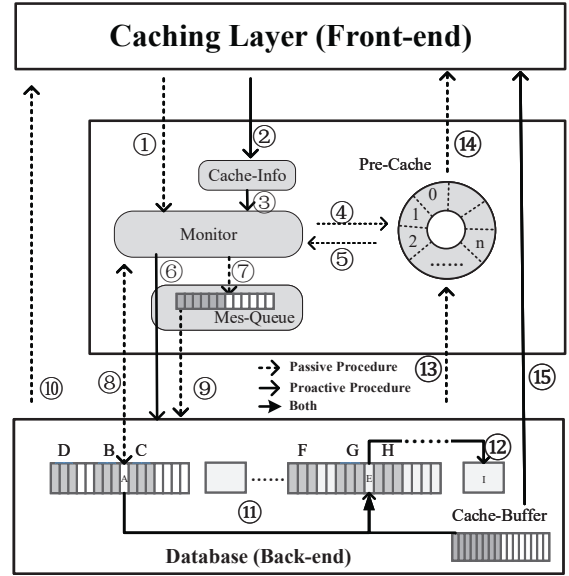 Caching Layer (Front-end)
① ② ⑭
Pre-Cache
Cache-Info
0
③ ④ 1
Monitor 2 n
⑤ ......
⑥ ⑦
Mes-Queue
⑧ ⑨ Passive Procedure ⑬
⑩ Proactive Procedure ⑮
Both
D B C F G H ⑫
A E I
⑪
Cache-Buffer
Database (Back-end)